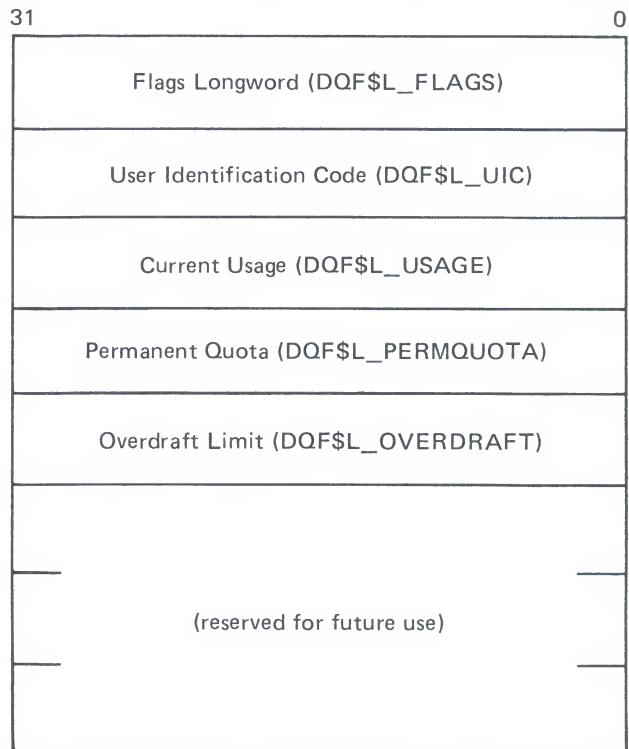 31 0
Flags Longword (DQF$L_FLAGS)
User Identification Code (DQF$L_UIC)
Current Usage (DQF$L_USAGE)
Permanent Quota (DQF$L_PERMQUOTA)
Overdraft Limit (DQF$L_OVERDRAFT)
(reserved for future use)